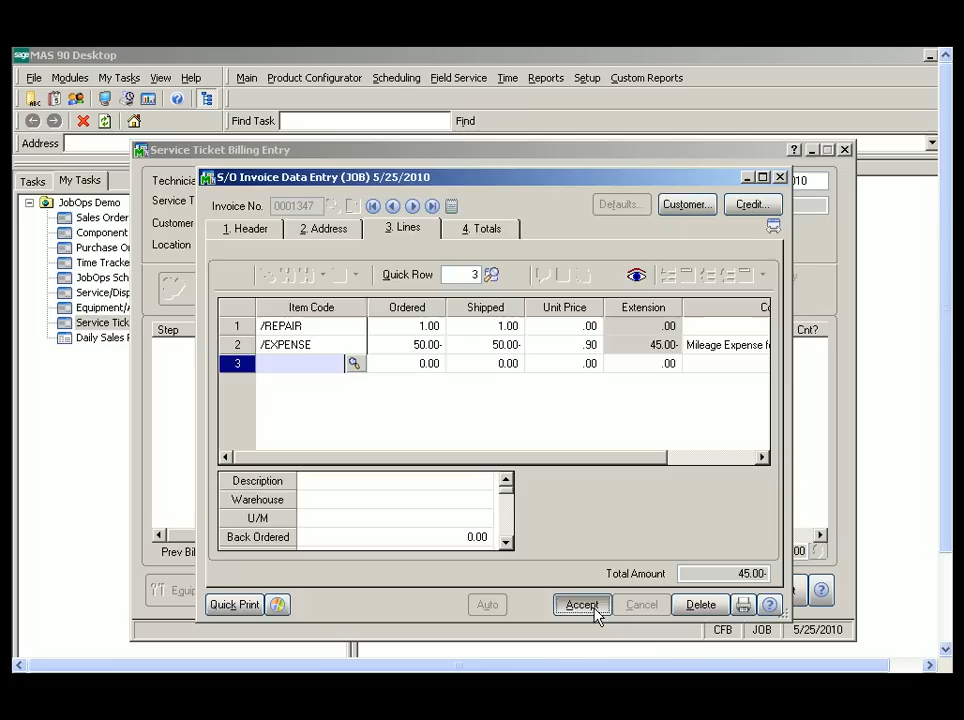 sage MAS 90 Desktop
File Modules My Tasks View Help Main Product Configurator Scheduling Field Service Time Reports Setup Custom Reports
Find Task Find
Address
Tasks My Tasks
JobOps Demo
Sales Order
Component
Purchase O
Time Tracke
JobOps Sch
Service/Disp
Equipment/A
Service Tick
Daily Sales R
Service Ticket Billing Entry
Technicia
Service T
Customer
Location
010
Step
Cnt?
Prev Bil
00
Equip
S/O Invoice Data Entry (JOB) 5/25/2010
Invoice No. 0001347 Defaults... Customer... Credit...
1. Header 2. Address 3. Lines 4. Totals
Quick Row 3
Item Code Ordered Shipped Unit Price Extension
1 /REPAIR 1.00 1.00 .00 .00
2 /EXPENSE 50.00- 50.00- .90 45.00- Mileage Expense fo
3 0.00 0.00 .00 .00
Description
Warehouse
U/M
Back Ordered 0.00
Total Amount 45.00-
Quick Print Auto Accept Cancel Delete
CFB JOB 5/25/2010